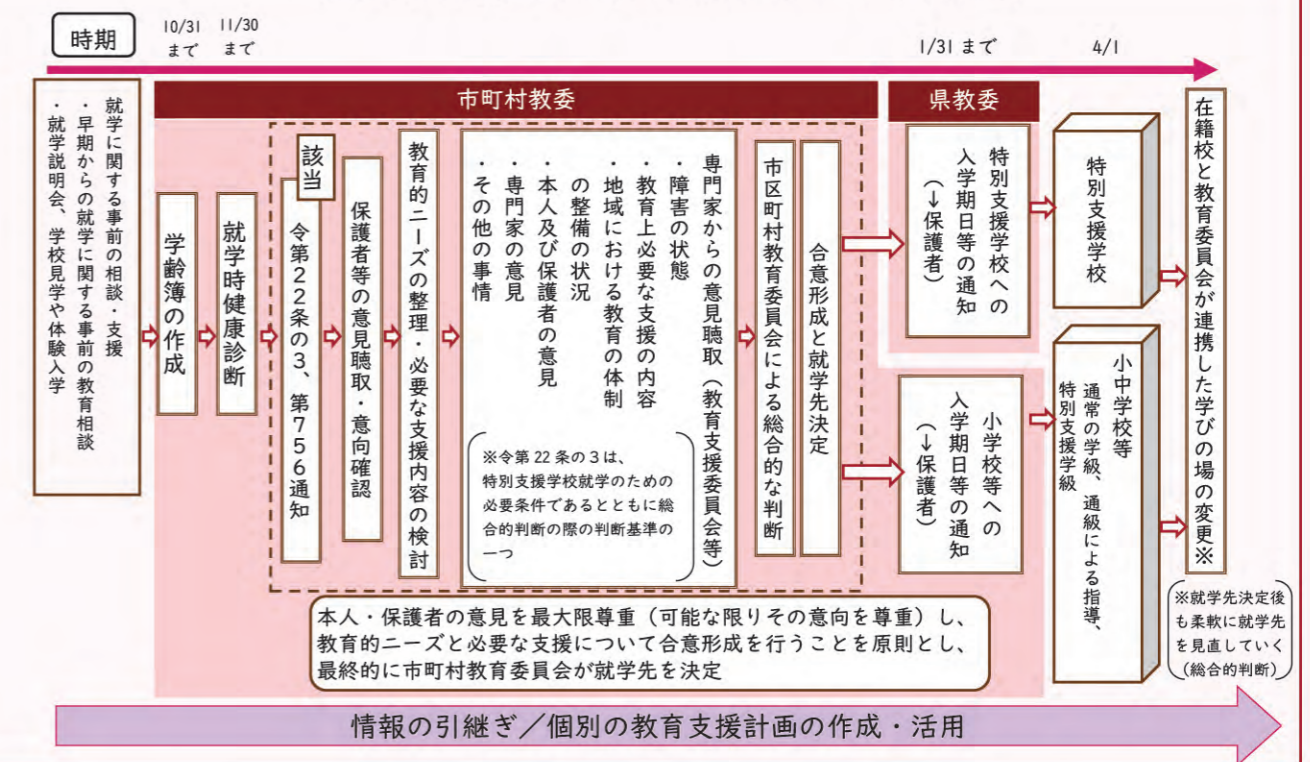 時期
10/31
まで
11/30
まで
1/31 まで
4/1
就学に関する事前の相談・支援
・早期からの就学に関する事前の教育相談
・就学説明会、学校見学や体験入学
市町村教委
学齢簿の作成
就学時健康診断
該当
令第22条の3、第756通知
保護者等の意見聴取・意向確認
教育的ニーズの整理・必要な支援内容の検討
専門家からの意見聴取（教育支援委員会等）
・障害の状態
・教育上必要な支援の内容
・地域における教育の体制
の整備の状況
・本人及び保護者の意見
・専門家の意見
・その他の事情
※令第 22 条の３は、
特別支援学校就学のための
必要条件であるとともに総
合的判断の際の判断基準の
一つ
市区町村教育委員会による総合的な判断
合意形成と就学先決定
本人・保護者の意見を最大限尊重（可能な限りその意向を尊重）し、
教育的ニーズと必要な支援について合意形成を行うことを原則とし、
最終的に市町村教育委員会が就学先を決定
県教委
特別支援学校への
入学期日等の通知
（→保護者）
小学校等への
入学期日等の通知
（→保護者）
特別支援学校
小中学校等
通常の学級、通級による指導、
特別支援学級
在籍校と教育委員会が連携した学びの場の変更※
※就学先決定後
も柔軟に就学先
を見直していく
（総合的判断）
情報の引継ぎ／個別の教育支援計画の作成・活用